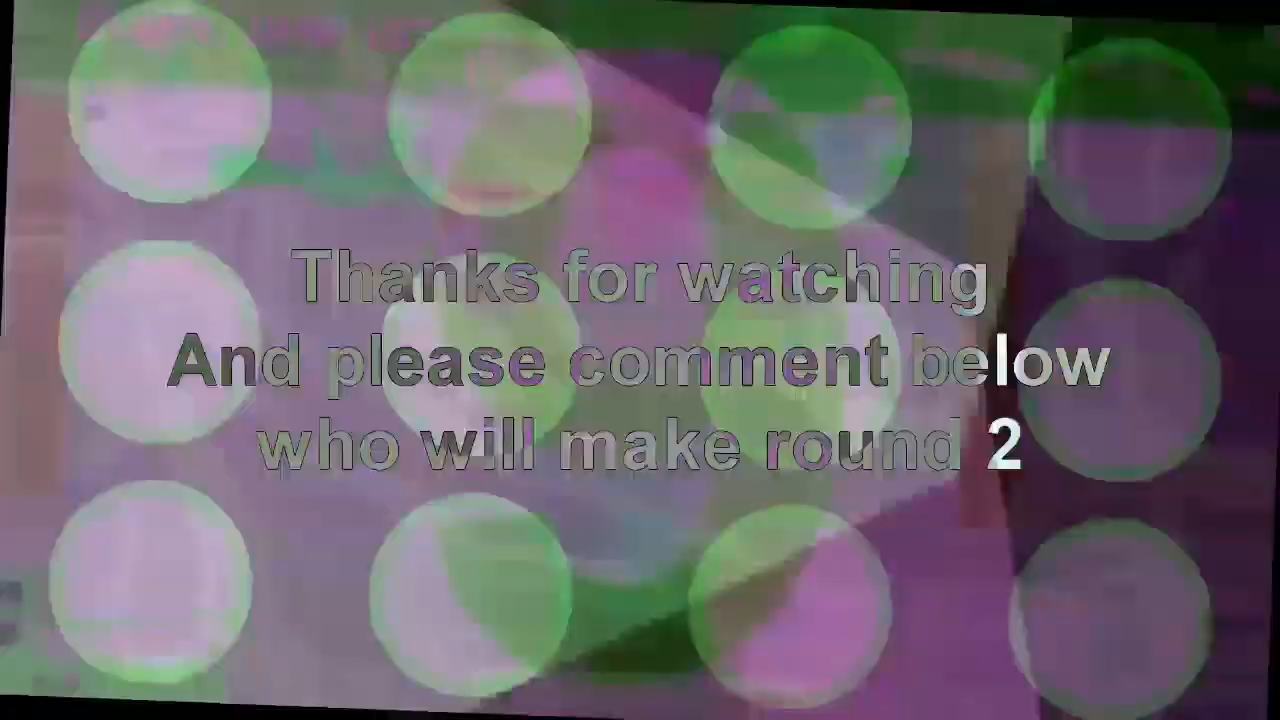 Thanks for watching
And please comment below
who will make round 2